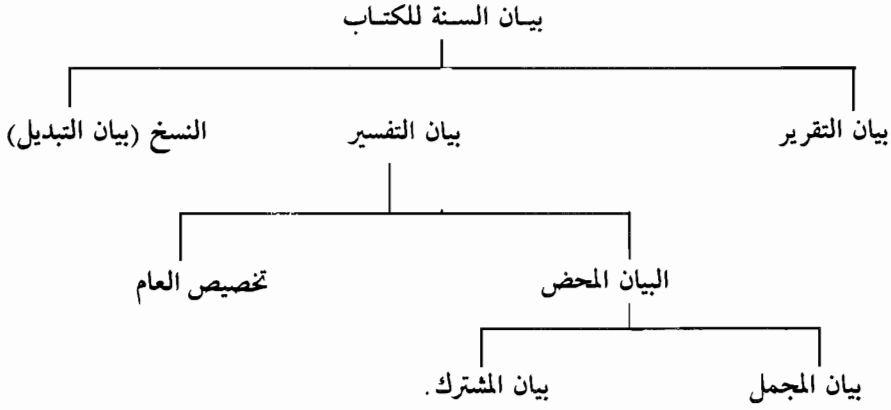 بيان السنة للكتاب
بيان التقرير بيان التفسير النسخ (بيان التبديل)
البيان المحض تخصيص العام
بيان المجمل بيان المشترك.